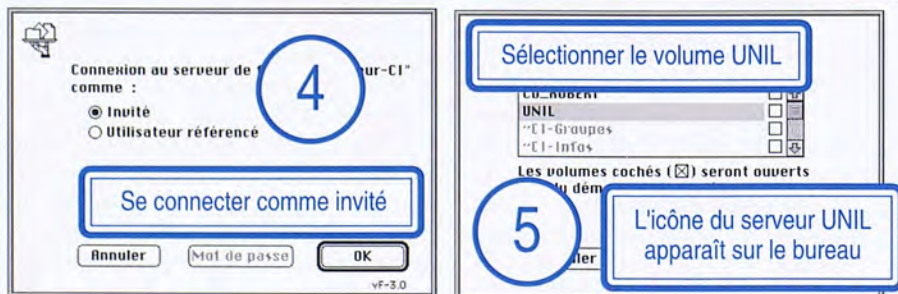 Connexion au serveur de
comme :
Invité
Utilisateur référencé
4
Se connecter comme invité
Annuler
Mot de passe
OK
vF-3.0
Sélectionner le volume UNIL
CD_ROBERT
UNIL
~CI-Groupes
~CI-Infos
Les volumes cochés (☒) seront ouverts
5
L'icône du serveur UNIL
apparaît sur le bureau